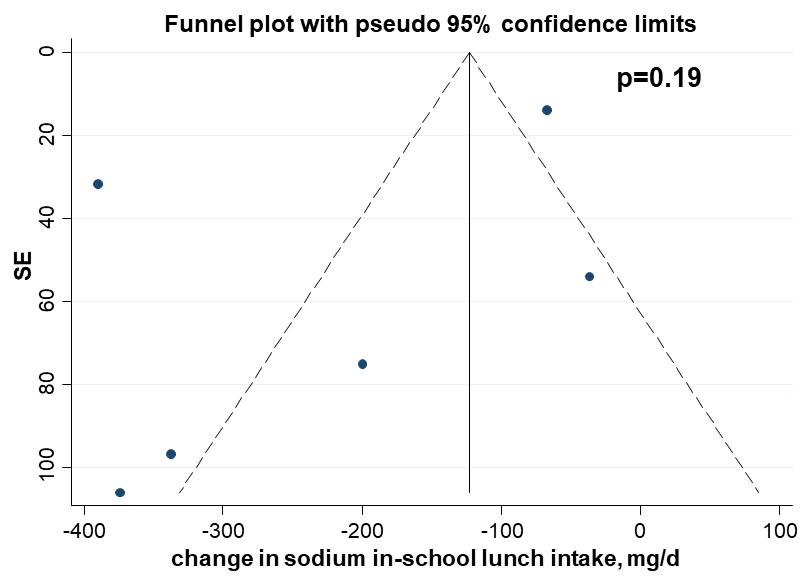 Funnel plot with pseudo 95% confidence limits
p=0.19
SE
0
20
40
60
80
100
-400 -300 -200 -100 0 100
change in sodium in-school lunch intake, mg/d